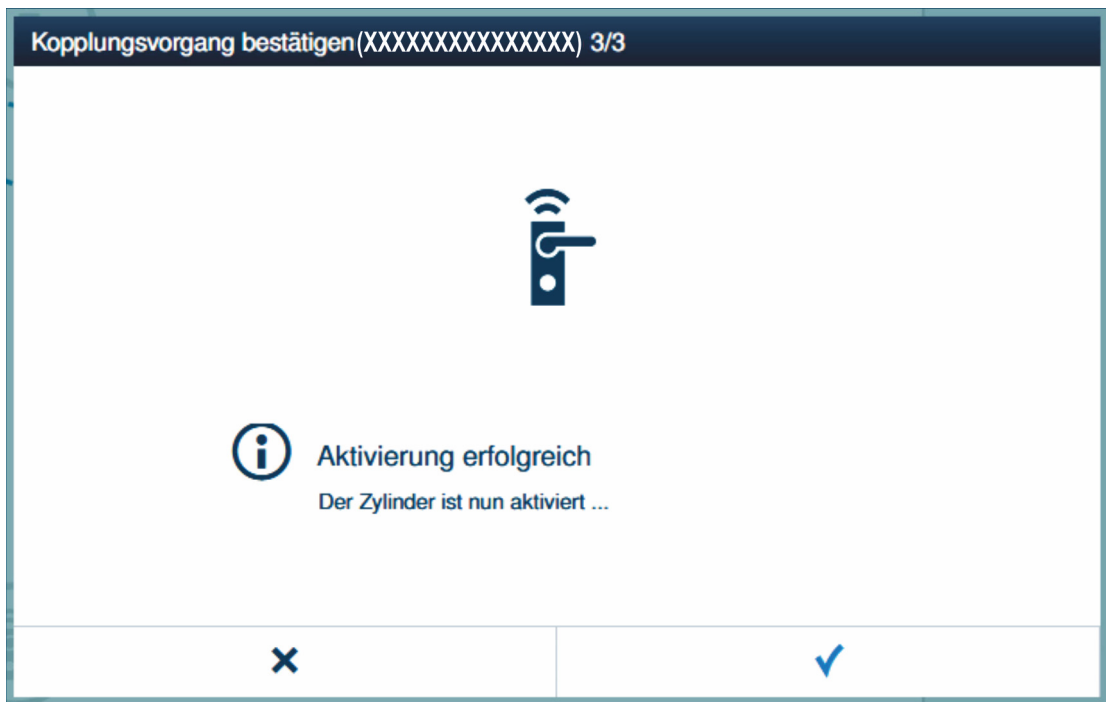 Kopplungsvorgang bestätigen(XXXXXXXXXXXXXXX) 3/3
Aktivierung erfolgreich
Der Zylinder ist nun aktiviert ...